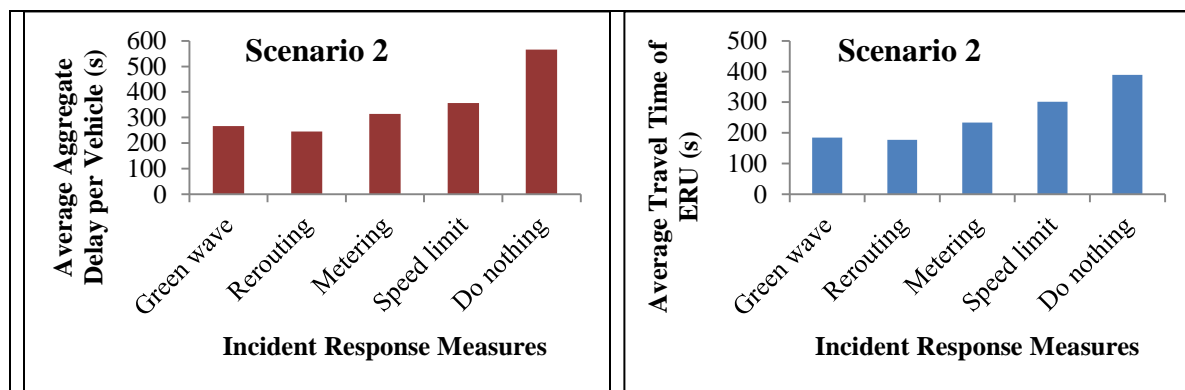 Scenario 2
Average Aggregate
Delay per Vehicle (s)
600
500
400
300
200
100
0
Green wave
Rerouting
Metering
Speed limit
Do nothing
Incident Response Measures
Scenario 2
Average Travel Time of
ERU (s)
500
400
300
200
100
0
Green wave
Rerouting
Metering
Speed limit
Do nothing
Incident Response Measures